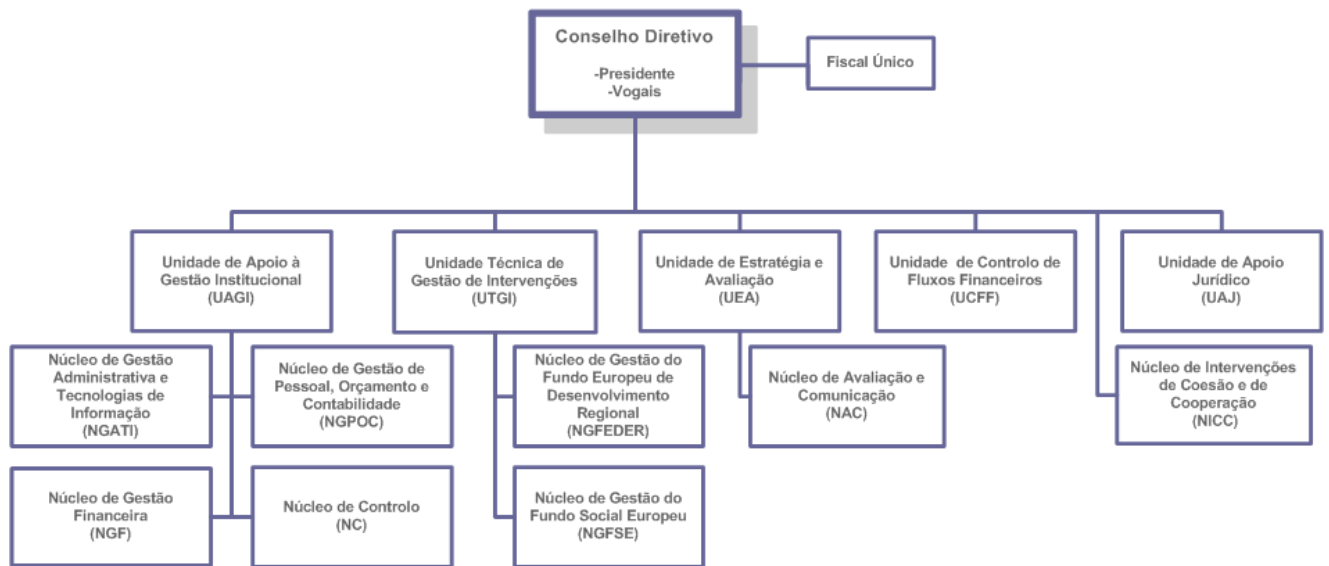 Conselho Diretivo
-Presidente
-Vogais
Fiscal Único
Unidade de Apoio à
Gestão Institucional
(UAGI)
Unidade Técnica de
Gestão de Intervenções
(UTGI)
Unidade de Estratégia e
Avaliação
(UEA)
Unidade de Controlo de
Fluxos Financeiros
(UCFF)
Unidade de Apoio
Jurídico
(UAJ)
Núcleo de Gestão
Administrativa e
Tecnologias de
Informação
(NGATI)
Núcleo de Gestão de
Pessoal, Orçamento e
Contabilidade
(NGPOC)
Núcleo de Gestão do
Fundo Europeu de
Desenvolvimento
Regional
(NGFEDER)
Núcleo de Avaliação e
Comunicação
(NAC)
Núcleo de Intervenções
de Coesão e de
Cooperação
(NICC)
Núcleo de Gestão
Financeira
(NGF)
Núcleo de Controlo
(NC)
Núcleo de Gestão do
Fundo Social Europeu
(NGFSE)